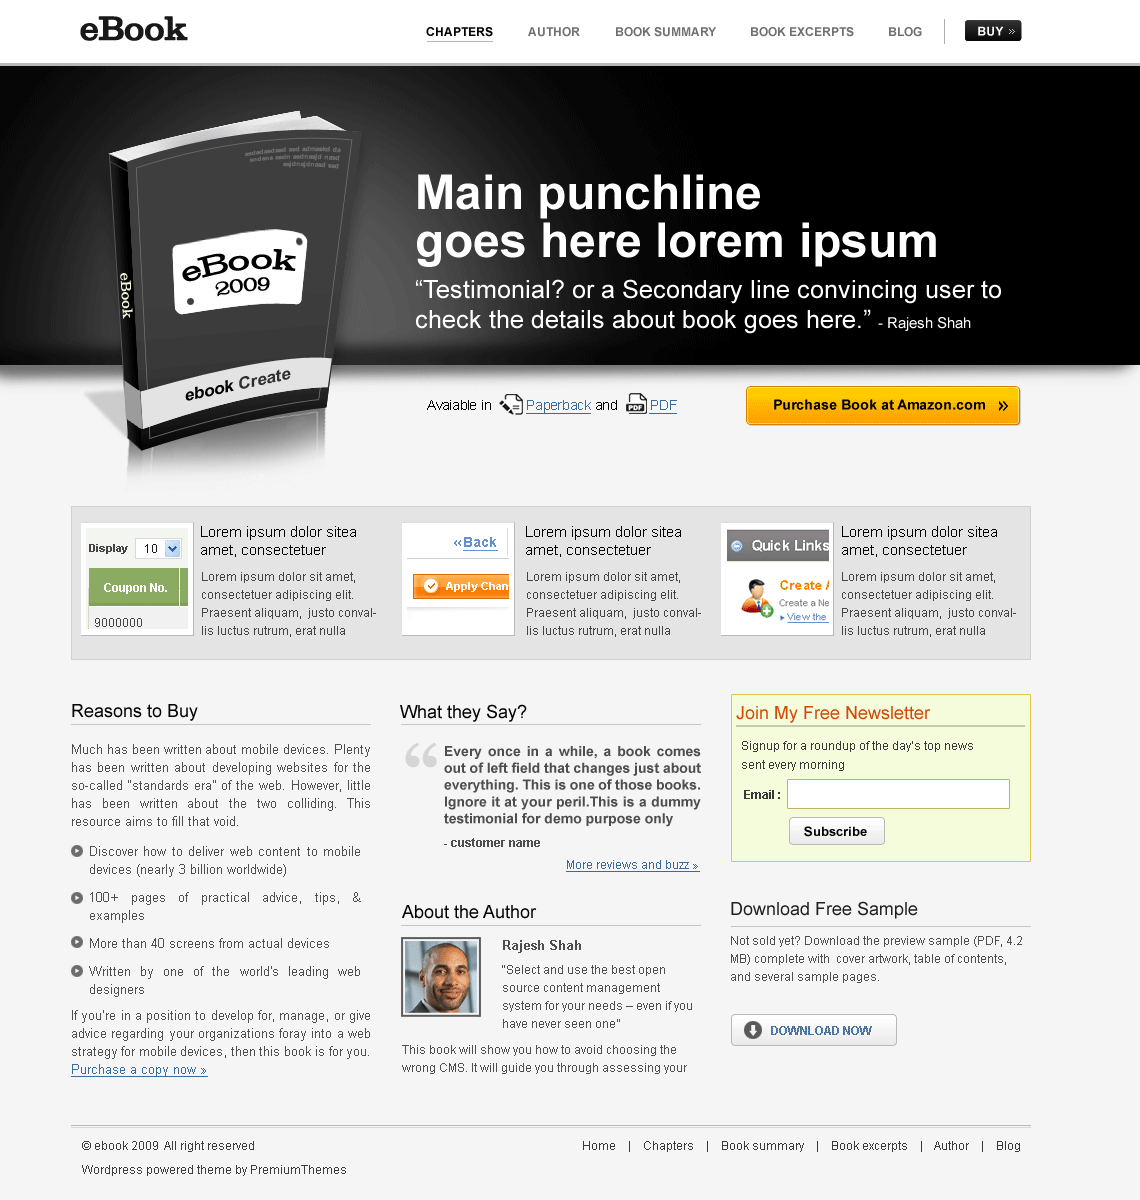 eBook
CHAPTERS AUTHOR BOOK SUMMARY BOOK EXCERPTS BLOG BUY »
eBook
2009
eBook
ebook Create
Main punchline
goes here lorem ipsum
“Testimonial? or a Secondary line convincing user to
check the details about book goes here.” - Rajesh Shah
Avaiable in Paperback and PDF
Purchase Book at Amazon.com »
Display 10
Coupon No.
9000000
Lorem ipsum dolor sitea
amet, consectetuer
Lorem ipsum dolor sit amet,
consectetuer adipiscing elit.
Praesent aliquam, justo conval-
lis luctus rutrum, erat nulla
«Back
Apply Chan
Lorem ipsum dolor sitea
amet, consectetuer
Lorem ipsum dolor sit amet,
consectetuer adipiscing elit.
Praesent aliquam, justo conval-
lis luctus rutrum, erat nulla
Quick Links
Create A
Create a Ne
View the
Lorem ipsum dolor sitea
amet, consectetuer
Lorem ipsum dolor sit amet,
consectetuer adipiscing elit.
Praesent aliquam, justo conval-
lis luctus rutrum, erat nulla
Reasons to Buy
Much has been written about mobile devices. Plenty
has been written about developing websites for the
so-called "standards era" of the web. However, little
has been written about the two colliding. This
resource aims to fill that void.
Discover how to deliver web content to mobile
devices (nearly 3 billion worldwide)
100+ pages of practical advice, tips, &
examples
More than 40 screens from actual devices
Written by one of the world's leading web
designers
If you're in a position to develop for, manage, or give
advice regarding your organizations foray into a web
strategy for mobile devices, then this book is for you.
Purchase a copy now »
What they Say?
“ Every once in a while, a book comes
out of left field that changes just about
everything. This is one of those books.
Ignore it at your peril.This is a dummy
testimonial for demo purpose only
- customer name
More reviews and buzz »
About the Author
Rajesh Shah
"Select and use the best open
source content management
system for your needs – even if you
have never seen one"
This book will show you how to avoid choosing the
wrong CMS. It will guide you through assessing your
Join My Free Newsletter
Signup for a roundup of the day's top news
sent every morning
Email :
Subscribe
Download Free Sample
Not sold yet? Download the preview sample (PDF, 4.2
MB) complete with cover artwork, table of contents,
and several sample pages.
DOWNLOAD NOW
© ebook 2009 All right reserved
Home | Chapters | Book summary | Book excerpts | Author | Blog
Wordpress powered theme by PremiumThemes